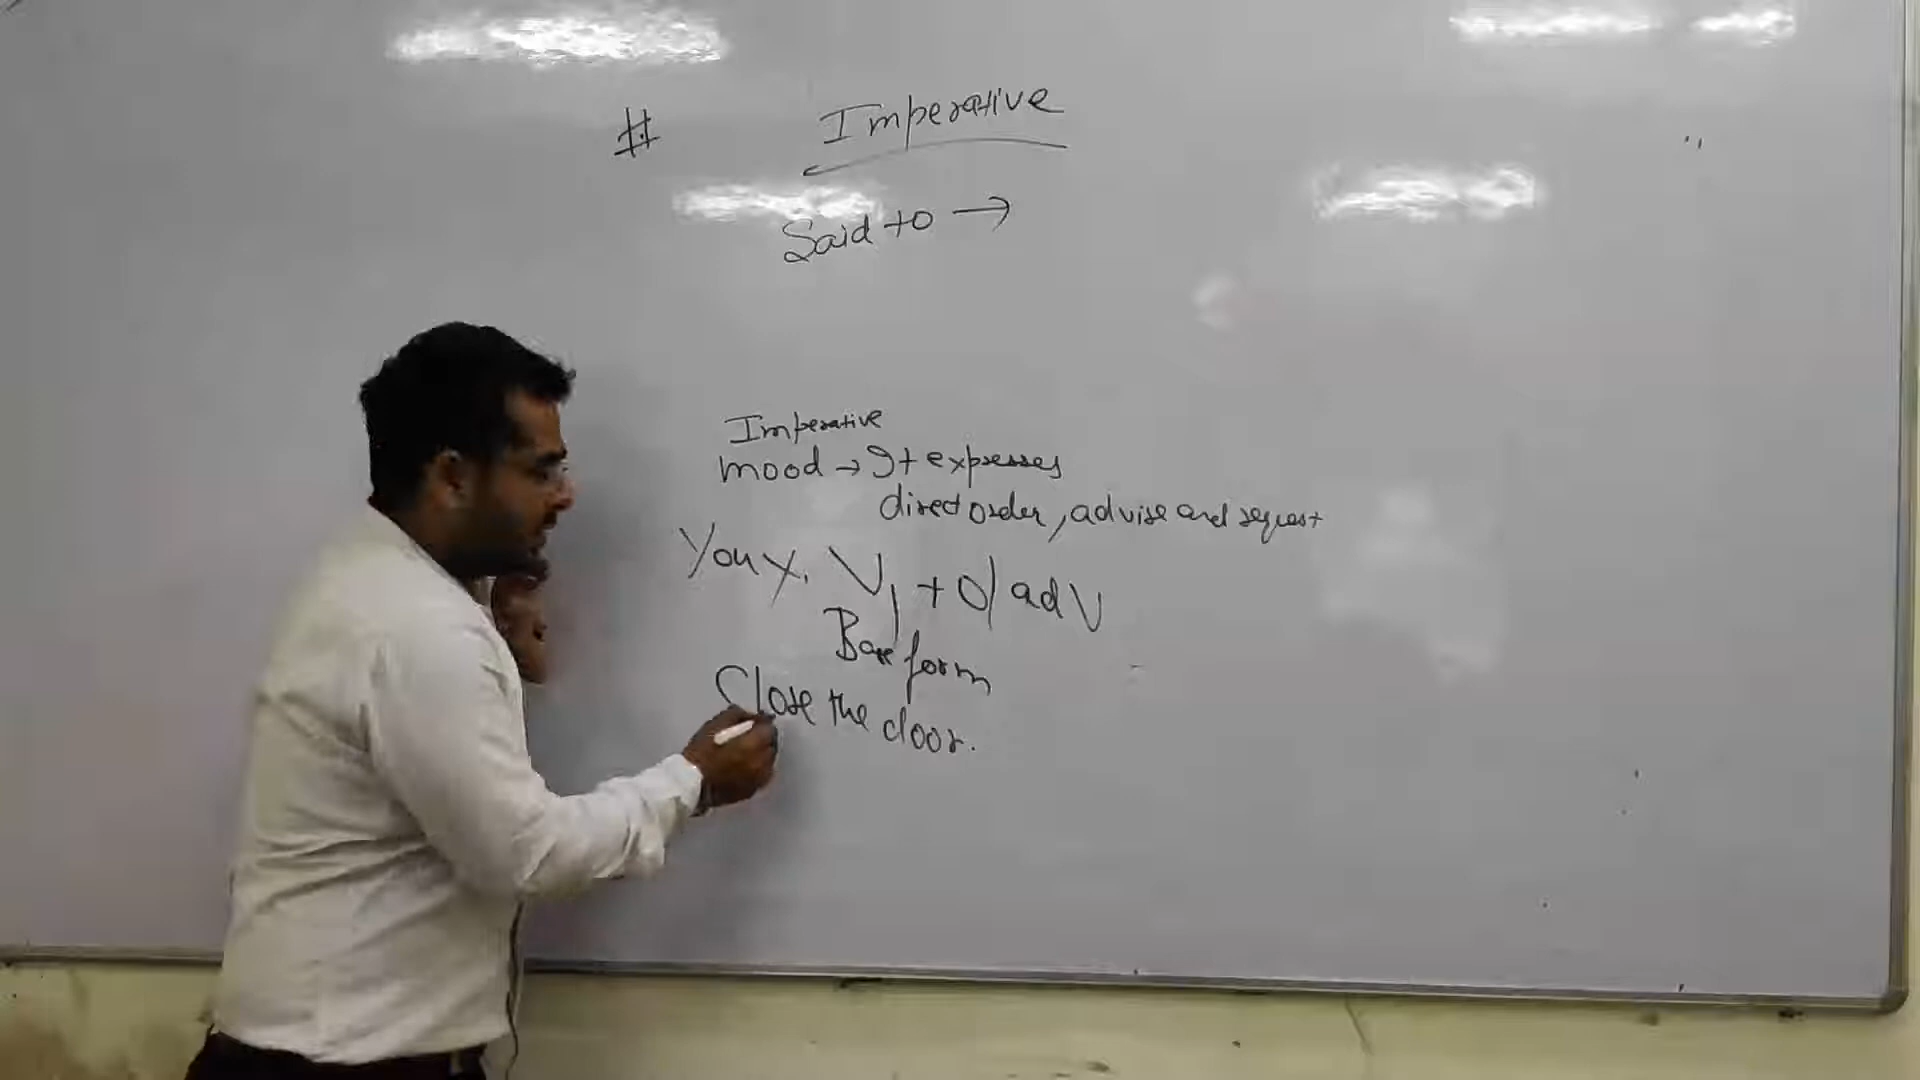 # Imperative
Said to →
Imperative
mood → It expresses
direct order, advise and request
You x. V1 + O/adv
Base form
Close the door.